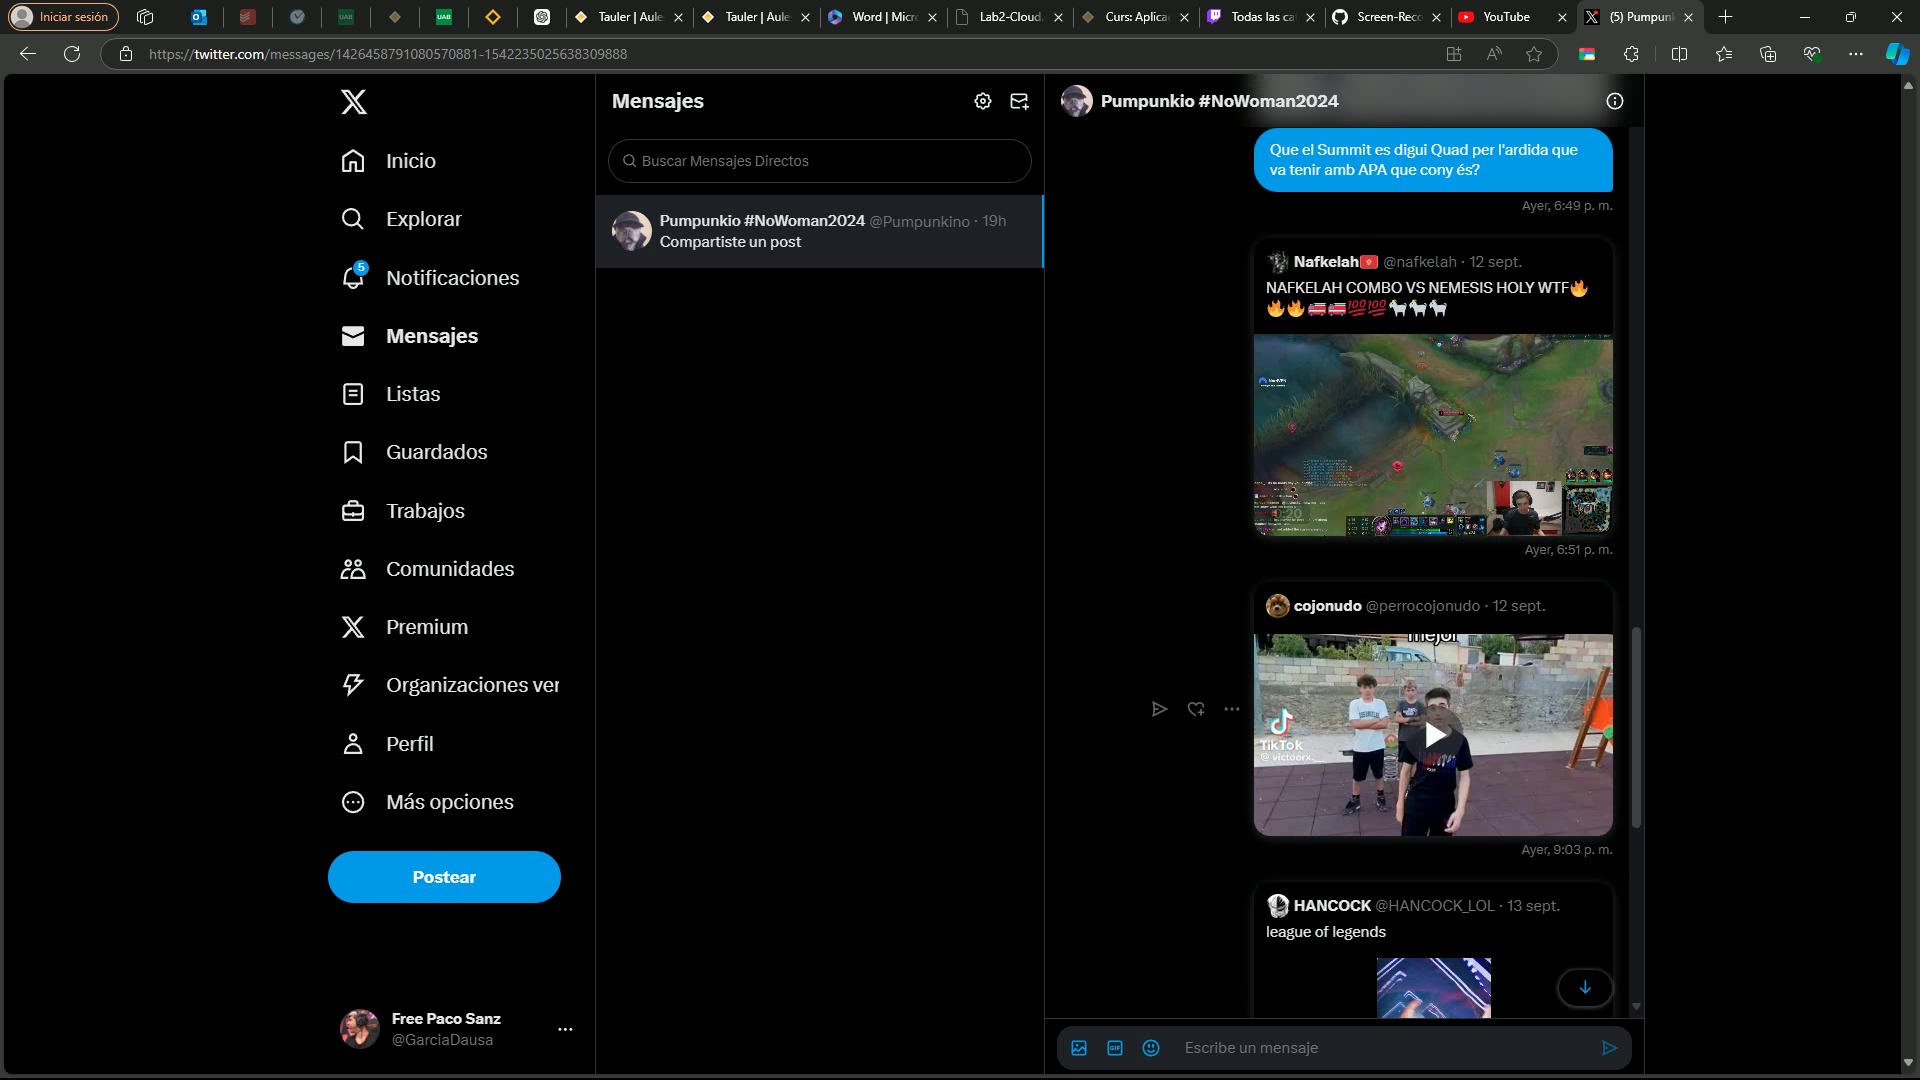 Iniciar sesión
Tauler | Aule
Tauler | Aule
Word | Micr
Lab2-Cloud.
Curs: Aplica
Todas las ca
Screen-Reco
YouTube
(5) Pumpunk
https://twitter.com/messages/1426458791080570881-1542235025638309888
Inicio
Explorar
5
Notificaciones
Mensajes
Listas
Guardados
Trabajos
Comunidades
Premium
Organizaciones ver
Perfil
Más opciones
Postear
Free Paco Sanz
@GarciaDausa
Mensajes
Buscar Mensajes Directos
Pumpunkio #NoWoman2024 @Pumpunkino · 19h
Compartiste un post
Pumpunkio #NoWoman2024
Que el Summit es digui Quad per l'ardida que
va tenir amb APA que cony és?
Ayer, 6:49 p. m.
Nafkelah🇲🇦 @nafkelah · 12 sept.
NAFKELAH COMBO VS NEMESIS HOLY WTF🔥
🔥🔥🚒🚒💯💯🐐🐐🐐
Ayer, 6:51 p. m.
cojonudo @perrocojonudo · 12 sept.
mejor
TikTok
Ayer, 9:03 p. m.
HANCOCK @HANCOCK_LOL · 13 sept.
league of legends
GIF
Escribe un mensaje